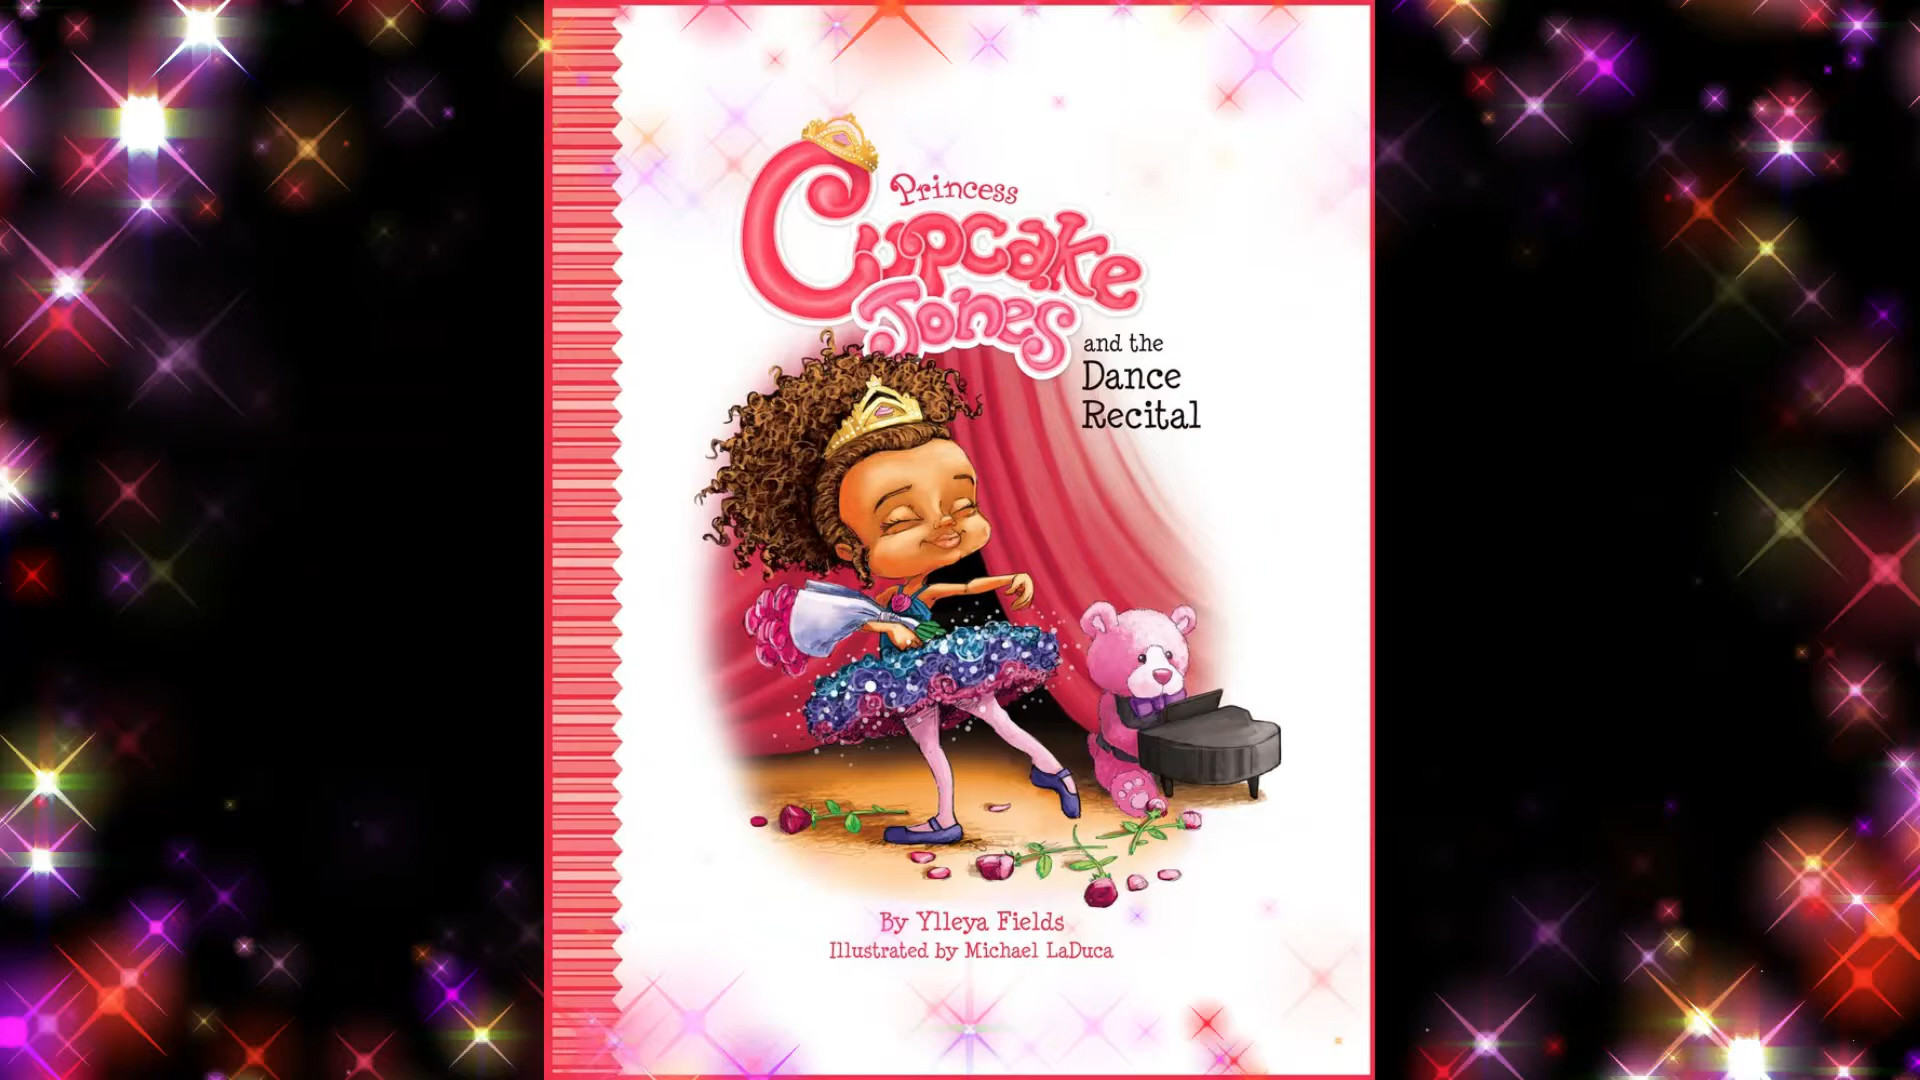 Princess
Cupcake
Jones
and the
Dance
Recital
By Ylleya Fields
Illustrated by Michael LaDuca